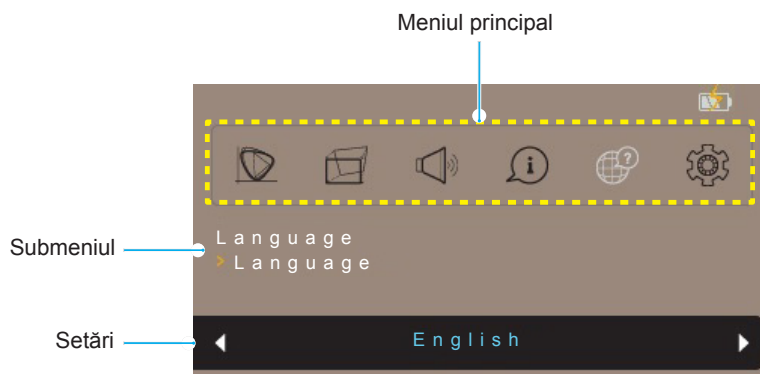 Meniul principal
Language
Submeniul
> Language
Setări
English